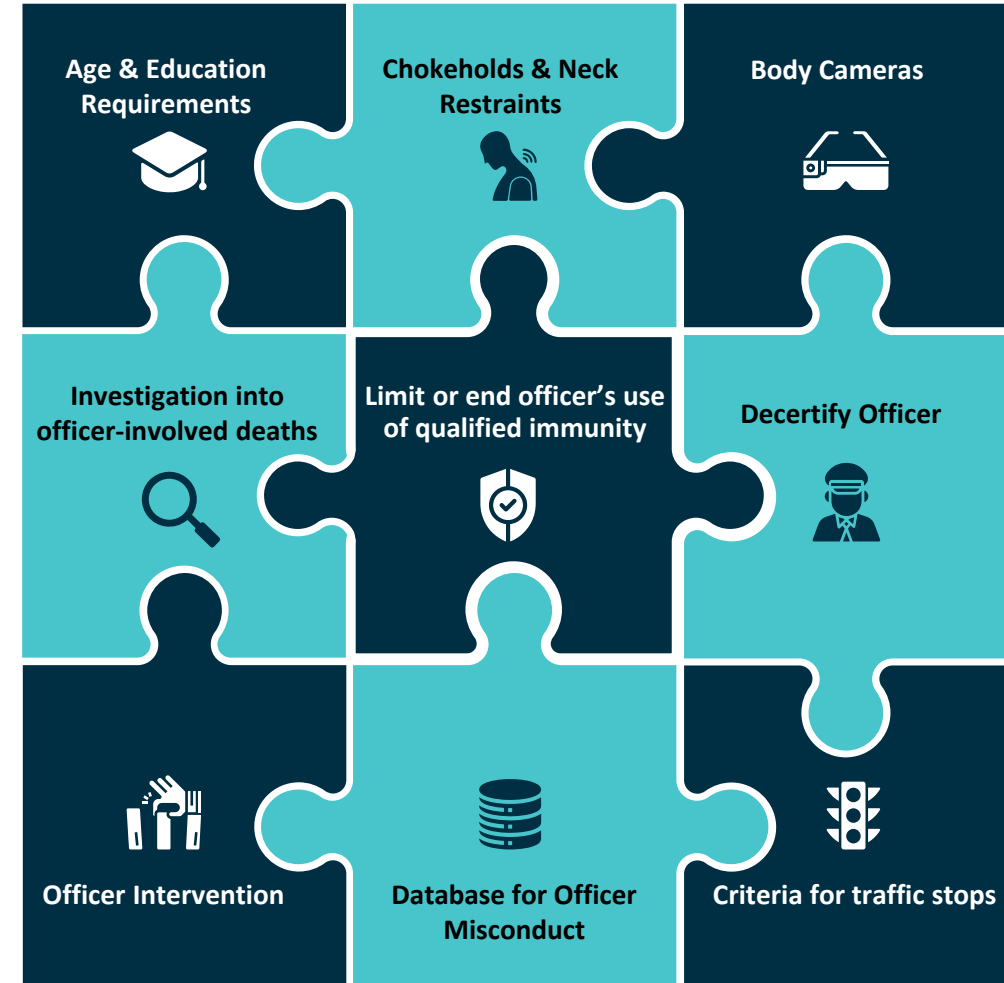 Age & Education
Requirements
Chokeholds & Neck
Restraints
Body Cameras
Investigation into
officer-involved deaths
Limit or end officer’s use
of qualified immunity
Decertify Officer
Officer Intervention
Database for Officer
Misconduct
Criteria for traffic stops